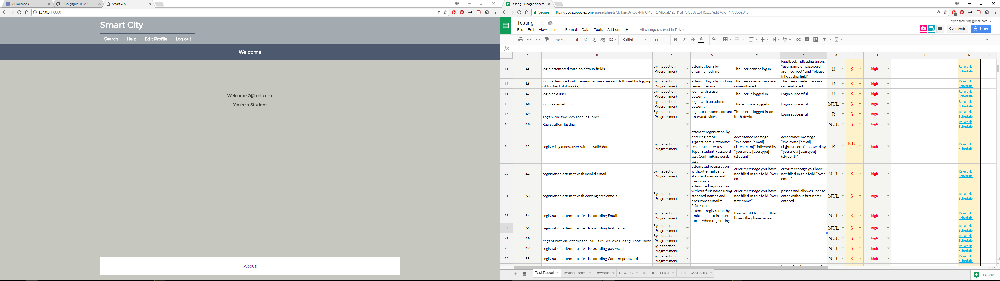 (2) Facebook
123z/gitgud: IFB299
Smart City
127.0.0.1:8000
Smart City
Search Help Edit Profile Log out
Welcome
Welcome 2@test.com.
You're a Student
About
Testing - Google Sheets
Secure https://docs.google.com/spreadsheets/d/1sexUwQg-NTrXF40nR3MbdaL12cH1SFP8OC97QxFRqxQ/edit#gid=1779662946
Testing
bryce.ford998@gmail.com
File Edit View Insert Format Data Tools Add-ons Help All changes saved in Drive
Comments Share
100% £ % .0 .00 123 Calibri 11 B I S A
fx
A B C D E F G H I J K L
13 1.5 login attempted with no data in fields By inspection (Programmer) attempt login by entering nothing The user cannot log in Feedback indicating errors "username or password are incorrect" and "please fill out this field". R S high Re-work Schedule
14 1.6 login attempted with remember me checked (followed by logging ot to check if it works) By inspection (Programmer) attempt login by clicking remember me The users credentials are remembered The users credentials are remembered. R S high Re-work Schedule
15 1.7 login as a user By inspection (Programmer) login with a user account The user is logged in Login successful R S high Re-work Schedule
16 1.8 login as an admin By inspection (Programmer) login with an admin account The admin is logged in Login successful NUL S high Re-work Schedule
17 1.9 login on two devices at once By inspection (Programmer) log into to same account on two devices The user is logged in on both devices Login successful R S high Re-work Schedule
18 2.0 Registration Testing NUL S high Re-work Schedule
19 2.1 registering a new user with all valid data By inspection (Programmer) attempt registration by entering email: 1@test.com Firstname: test Lastname: test Type: Student Password: test ConfirmPassword: test acceptance message "Welcome [email] (1.test.com)" followed by "you are a [usertype] (student)" acceptance message "Welcome [email] (1@test.com)" followed by "you are a [usertype] (student)" R NUL high Re-work Schedule
20 2.2 registration attempt with invalid email By inspection (Programmer) attempted registration without email using standard names and passwords error meessage you have not filled in this feild "over email" error meessage you have not filled in this feild "over email" NUL S high Re-work Schedule
21 2.3 registration attempt with existing credentials By inspection (Programmer) attempted registration without first name using standard names and passwords email = 2@test.com error meessage you have not filled in this feild "over first name" passes and allowes user to enter without first name entered NUL S high Re-work Schedule
22 2.4 registration attempt all feilds excluding Email By inspection (Programmer) attempt registration by omitting input into text boxes when registering User is told to fill out the boxes they have missed NUL S high Re-work Schedule
23 2.5 registration attempt all feilds excluding first name By inspection (Programmer) NUL S high Re-work Schedule
24 2.6 registration attempted all feilds excluding last name By inspection (Programmer) NUL S high Re-work Schedule
25 2.7 registration attempt all feilds excluding password By inspection (Programmer) NUL S high Re-work Schedule
26 2.8 registration attempt all feilds excluding Confirm password By inspection (Programmer) NUL S high Re-work Schedule
Test Report Testing Topics Rework1 Rework2 METHEOD LIST TEST CASES list Explore